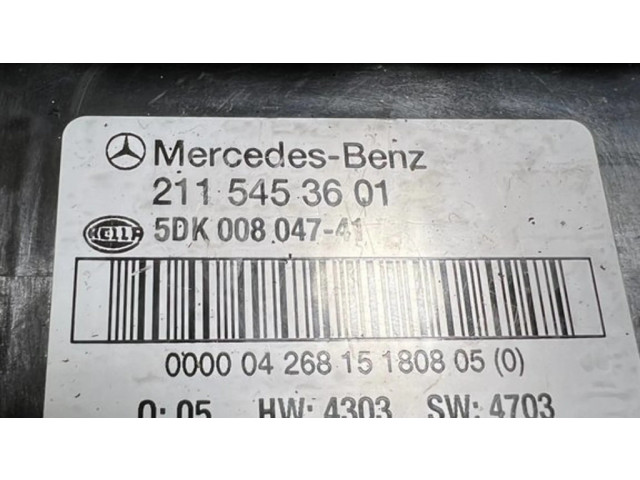 Mercedes-Benz
211 545 36 01
HELLA 5DK 008 047-41
0000 04 268 15 1808 05 (0)
Q: 05 HW: 4303 SW: 4703